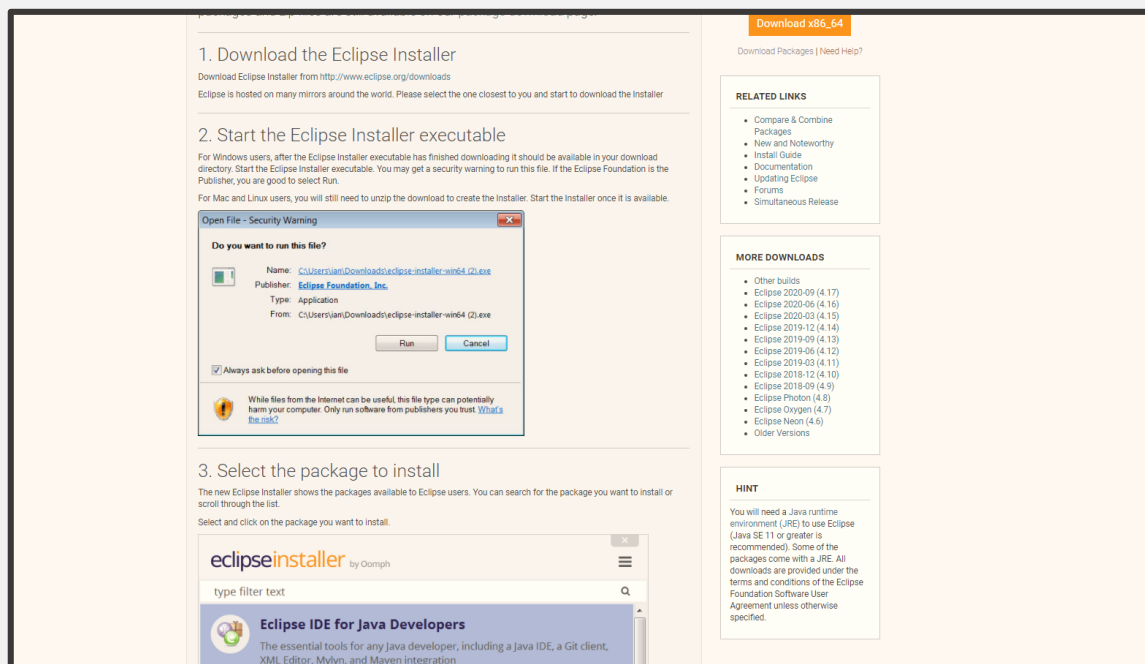 Download x86_64
Download Packages | Need Help?
1. Download the Eclipse Installer
Download Eclipse Installer from http://www.eclipse.org/downloads
Eclipse is hosted on many mirrors around the world. Please select the one closest to you and start to download the Installer
2. Start the Eclipse Installer executable
For Windows users, after the Eclipse Installer executable has finished downloading it should be available in your download
directory. Start the Eclipse Installer executable. You may get a security warning to run this file. If the Eclipse Foundation is the
Publisher, you are good to select Run.
For Mac and Linux users, you will still need to unzip the download to create the Installer. Start the Installer once it is available.
Open File - Security Warning
Do you want to run this file?
Name: C:\Users\ian\Downloads\eclipse-installer-win64 (2).exe
Publisher: Eclipse Foundation, Inc.
Type: Application
From: C:\Users\ian\Downloads\eclipse-installer-win64 (2).exe
Run Cancel
Always ask before opening this file
While files from the Internet can be useful, this file type can potentially
harm your computer. Only run software from publishers you trust. What's
the risk?
3. Select the package to install
The new Eclipse Installer shows the packages available to Eclipse users. You can search for the package you want to install or
scroll through the list.
Select and click on the package you want to install.
eclipseinstaller by Oomph
type filter text
Eclipse IDE for Java Developers
The essential tools for any Java developer, including a Java IDE, a Git client,
XML Editor, Mylyn, and Maven integration
RELATED LINKS
Compare & Combine
Packages
New and Noteworthy
Install Guide
Documentation
Updating Eclipse
Forums
Simultaneous Release
MORE DOWNLOADS
Other builds
Eclipse 2020-09 (4.17)
Eclipse 2020-06 (4.16)
Eclipse 2020-03 (4.15)
Eclipse 2019-12 (4.14)
Eclipse 2019-09 (4.13)
Eclipse 2019-06 (4.12)
Eclipse 2019-03 (4.11)
Eclipse 2018-12 (4.10)
Eclipse 2018-09 (4.9)
Eclipse Photon (4.8)
Eclipse Oxygen (4.7)
Eclipse Neon (4.6)
Older Versions
HINT
You will need a Java runtime
environment (JRE) to use Eclipse
(Java SE 11 or greater is
recommended). Some of the
packages come with a JRE. All
downloads are provided under the
terms and conditions of the Eclipse
Foundation Software User
Agreement unless otherwise
specified.